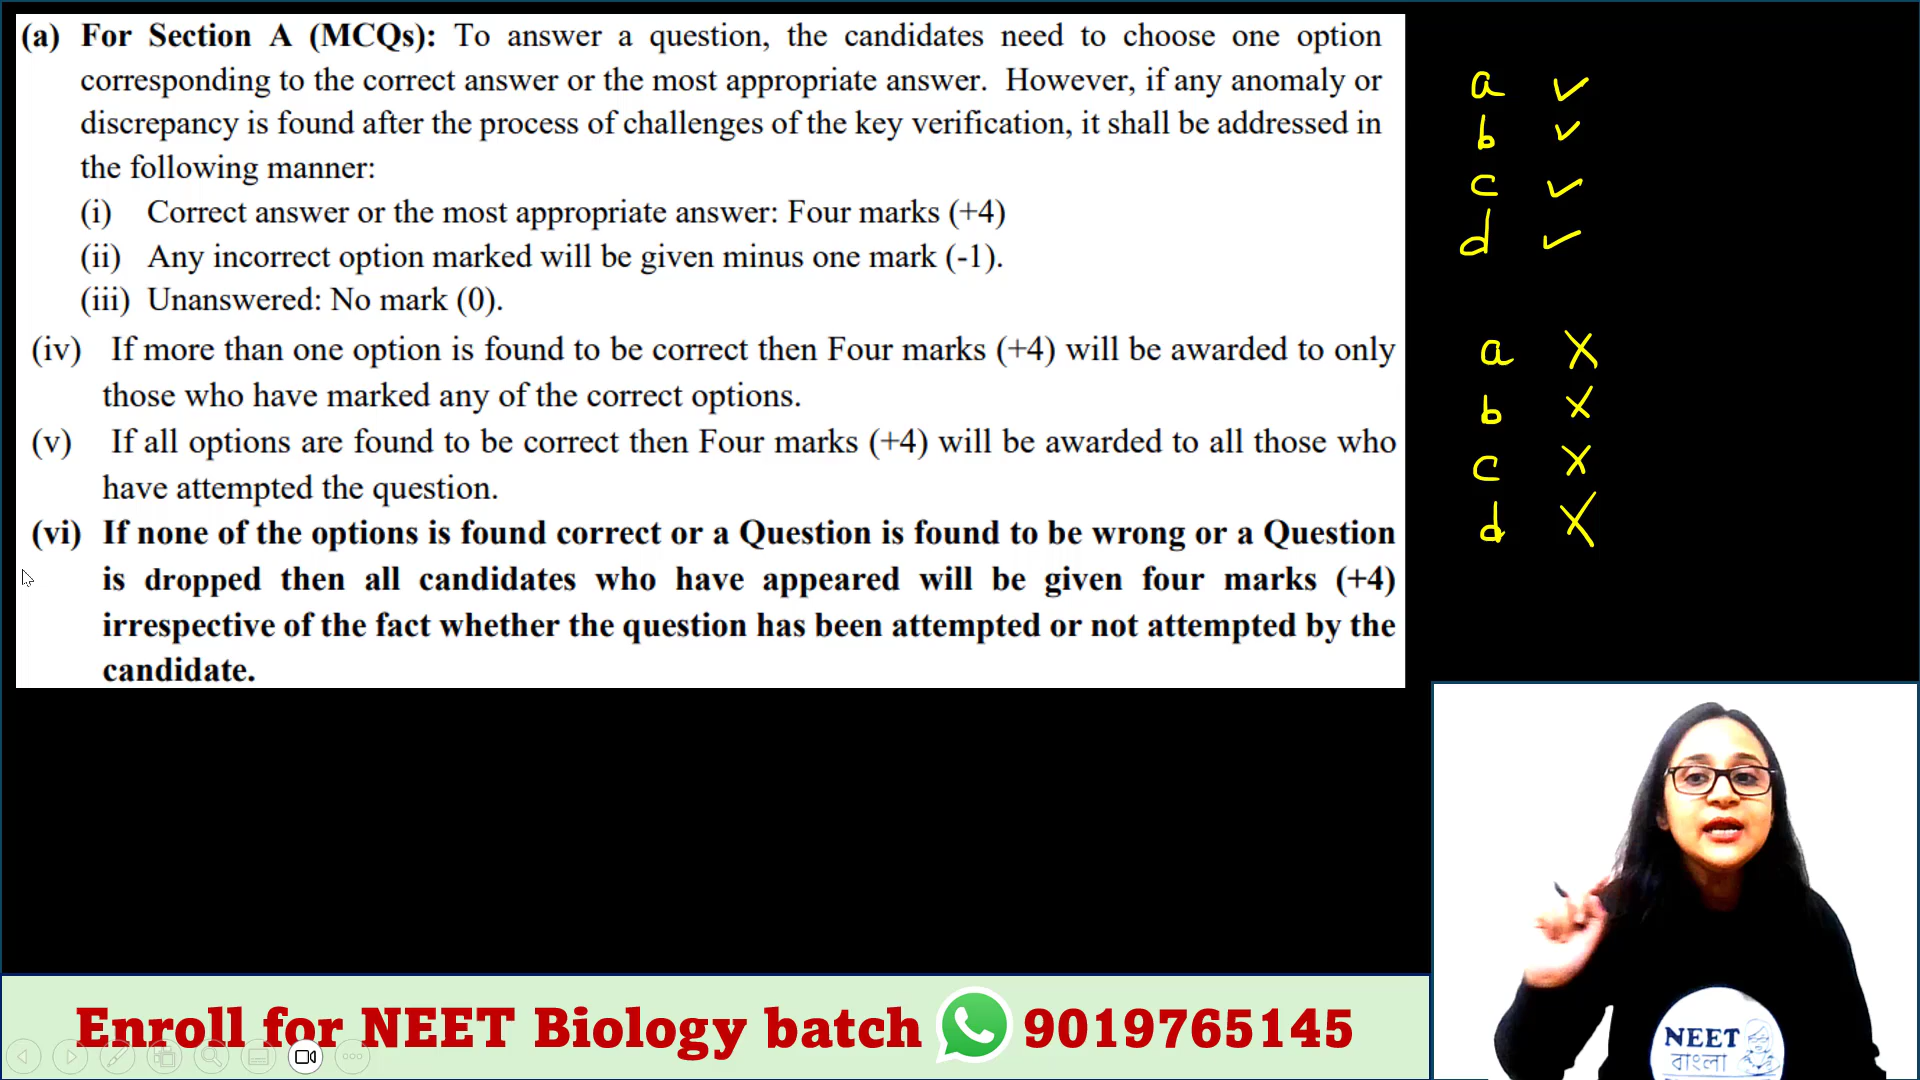 (a) For Section A (MCQs): To answer a question, the candidates need to choose one option
corresponding to the correct answer or the most appropriate answer. However, if any anomaly or
discrepancy is found after the process of challenges of the key verification, it shall be addressed in
the following manner:
(i) Correct answer or the most appropriate answer: Four marks (+4)
(ii) Any incorrect option marked will be given minus one mark (-1).
(iii) Unanswered: No mark (0).
(iv) If more than one option is found to be correct then Four marks (+4) will be awarded to only
those who have marked any of the correct options.
(v) If all options are found to be correct then Four marks (+4) will be awarded to all those who
have attempted the question.
(vi) If none of the options is found correct or a Question is found to be wrong or a Question
is dropped then all candidates who have appeared will be given four marks (+4)
irrespective of the fact whether the question has been attempted or not attempted by the
candidate.
a ✓
b ✓
c ✓
d ✓
a ✗
b ✗
c ✗
d ✗
Enroll for NEET Biology batch 9019765145
NEET
বাংলা